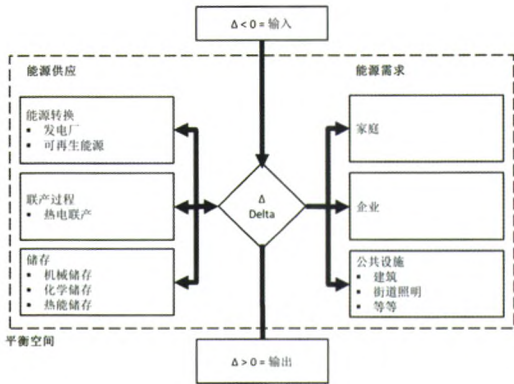 Δ < 0 = 输入
能源供应
能源需求
能源转换
▪ 发电厂
▪ 可再生能源
联产过程
▪ 热电联产
储存
▪ 机械储存
▪ 化学储存
▪ 热能储存
Δ
Delta
家庭
企业
公共设施
▪ 建筑
▪ 街道照明
▪ 等等
平衡空间
Δ > 0 = 输出